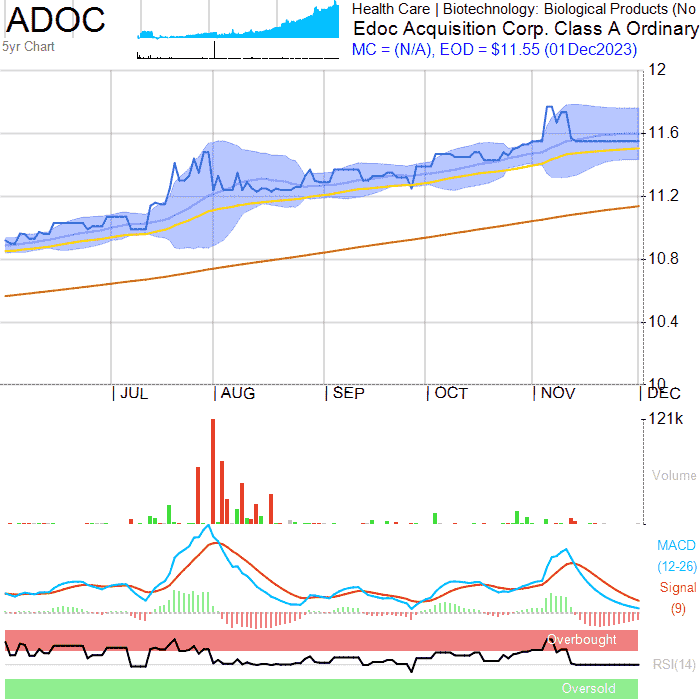 ADOC
5yr Chart
Health Care | Biotechnology: Biological Products (No
Edoc Acquisition Corp. Class A Ordinary
MC = (N/A), EOD = $11.55 (01Dec2023)
12
11.6
11.2
10.8
10.4
10
| JUL | AUG | SEP | OCT | NOV | DEC
121k
Volume
MACD
(12-26)
Signal
(9)
Overbought
RSI(14)
Oversold